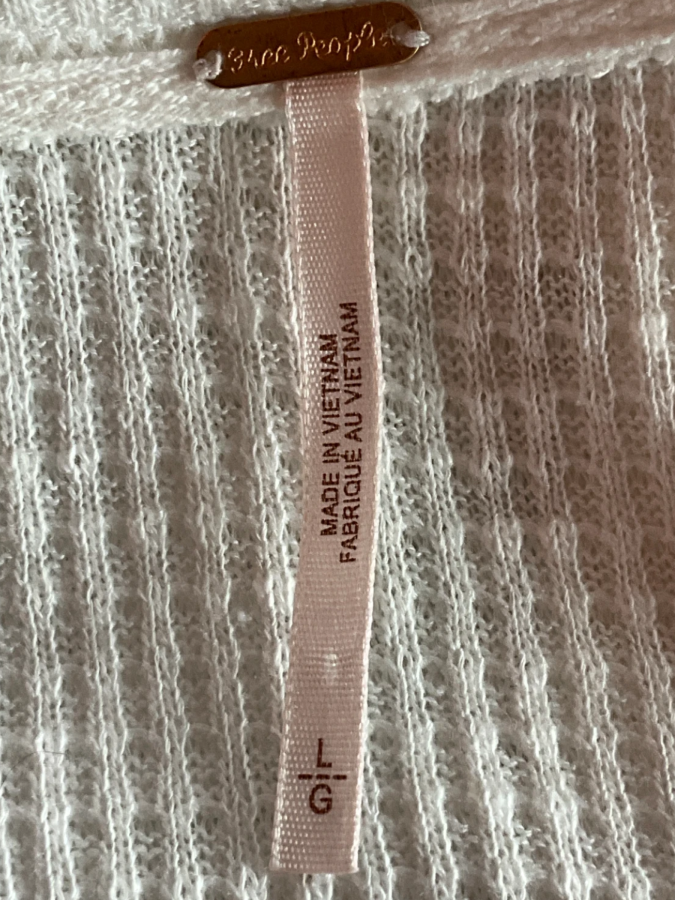 Free People
MADE IN VIETNAM
FABRIQUÉ AU VIETNAM
L
G